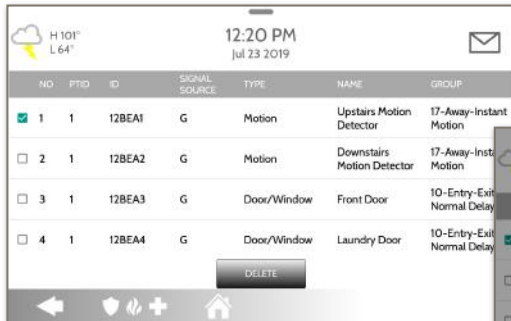 H 101°
L 64°
12:20 PM
Jul 23 2019
NO PTID ID SIGNAL SOURCE TYPE NAME GROUP
1 1 12BEA1 G Motion Upstairs Motion Detector 17-Away-Instant Motion
2 1 12BEA2 G Motion Downstairs Motion Detector 17-Away-Insta Motion
3 1 12BEA3 G Door/Window Front Door 10-Entry-Exit Normal Delay
4 1 12BEA4 G Door/Window Laundry Door 10-Entry-Exit Normal Delay
DELETE